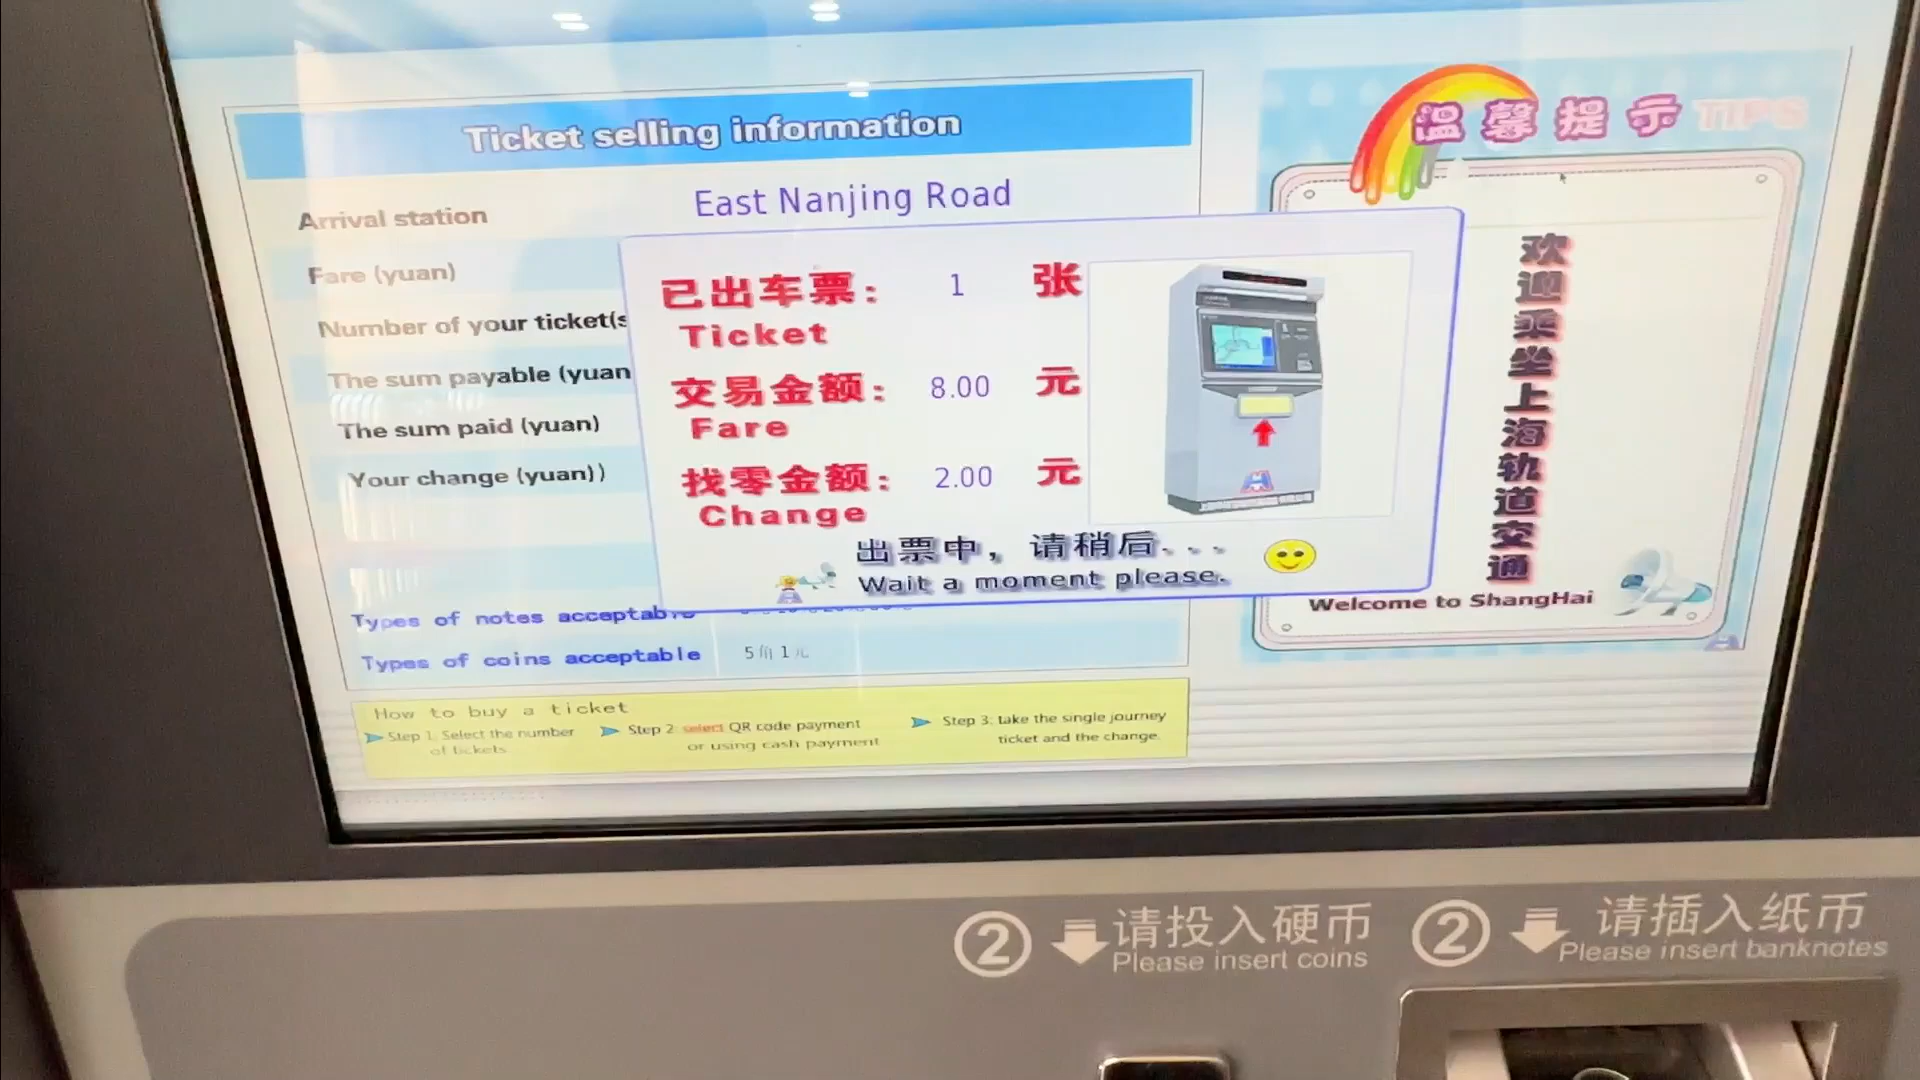 Ticket selling information
Arrival station
East Nanjing Road
Fare (yuan)
Number of your ticket(s
The sum payable (yuan
The sum paid (yuan)
Your change (yuan))
已出车票： 1 张
Ticket
交易金额： 8.00 元
Fare
找零金额： 2.00 元
Change
出票中，请稍后...
Wait a moment please.
Types of notes acceptable
Types of coins acceptable 5角 1元
How to buy a ticket
Step 1: Select the number
of tickets
Step 2: select QR code payment
or using cash payment
Step 3: take the single journey
ticket and the change.
温馨提示 TIPS
欢迎乘坐上海轨道交通
Welcome to ShangHai
2 请投入硬币
Please insert coins
2 请插入纸币
Please insert banknotes